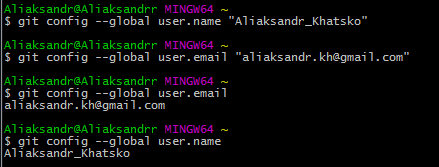 Aliaksandr@Aliaksandrr MINGW64 ~
$ git config --global user.name "Aliaksandr_Khatsko"
Aliaksandr@Aliaksandrr MINGW64 ~
$ git config --global user.email "aliaksandr.kh@gmail.com"
Aliaksandr@Aliaksandrr MINGW64 ~
$ git config --global user.email
aliaksandr.kh@gmail.com
Aliaksandr@Aliaksandrr MINGW64 ~
$ git config --global user.name
Aliaksandr_Khatsko